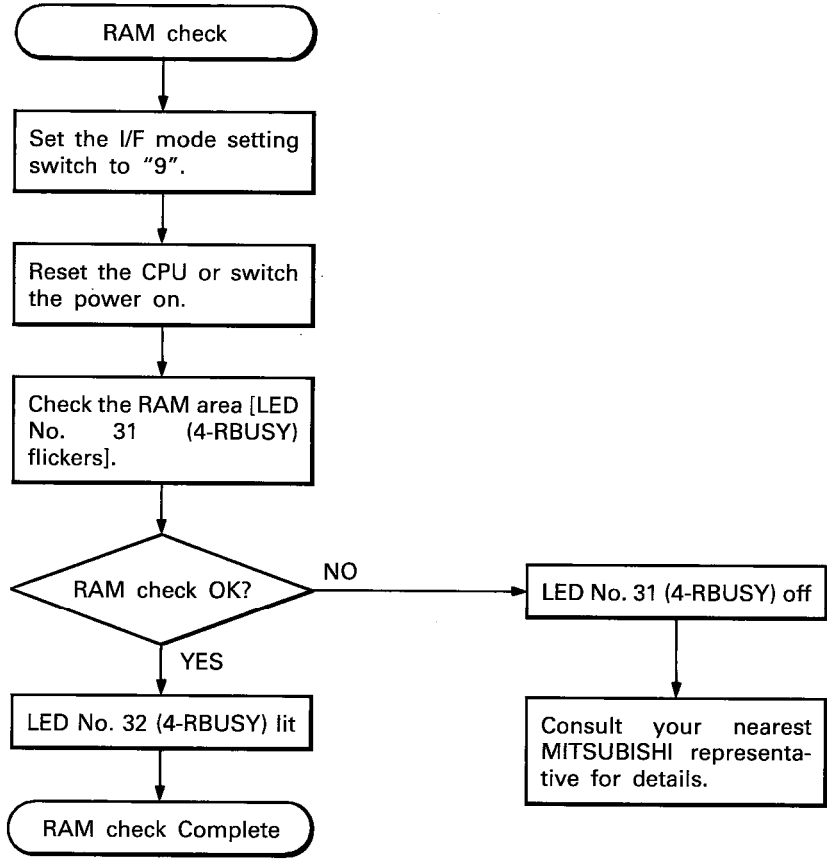 RAM check
Set the I/F mode setting
switch to “9”.
Reset the CPU or switch
the power on.
Check the RAM area [LED
No. 31 (4-RBUSY)
flickers].
RAM check OK?
NO
LED No. 31 (4-RBUSY) off
YES
LED No. 32 (4-RBUSY) lit
Consult your nearest
MITSUBISHI representa-
tive for details.
RAM check Complete